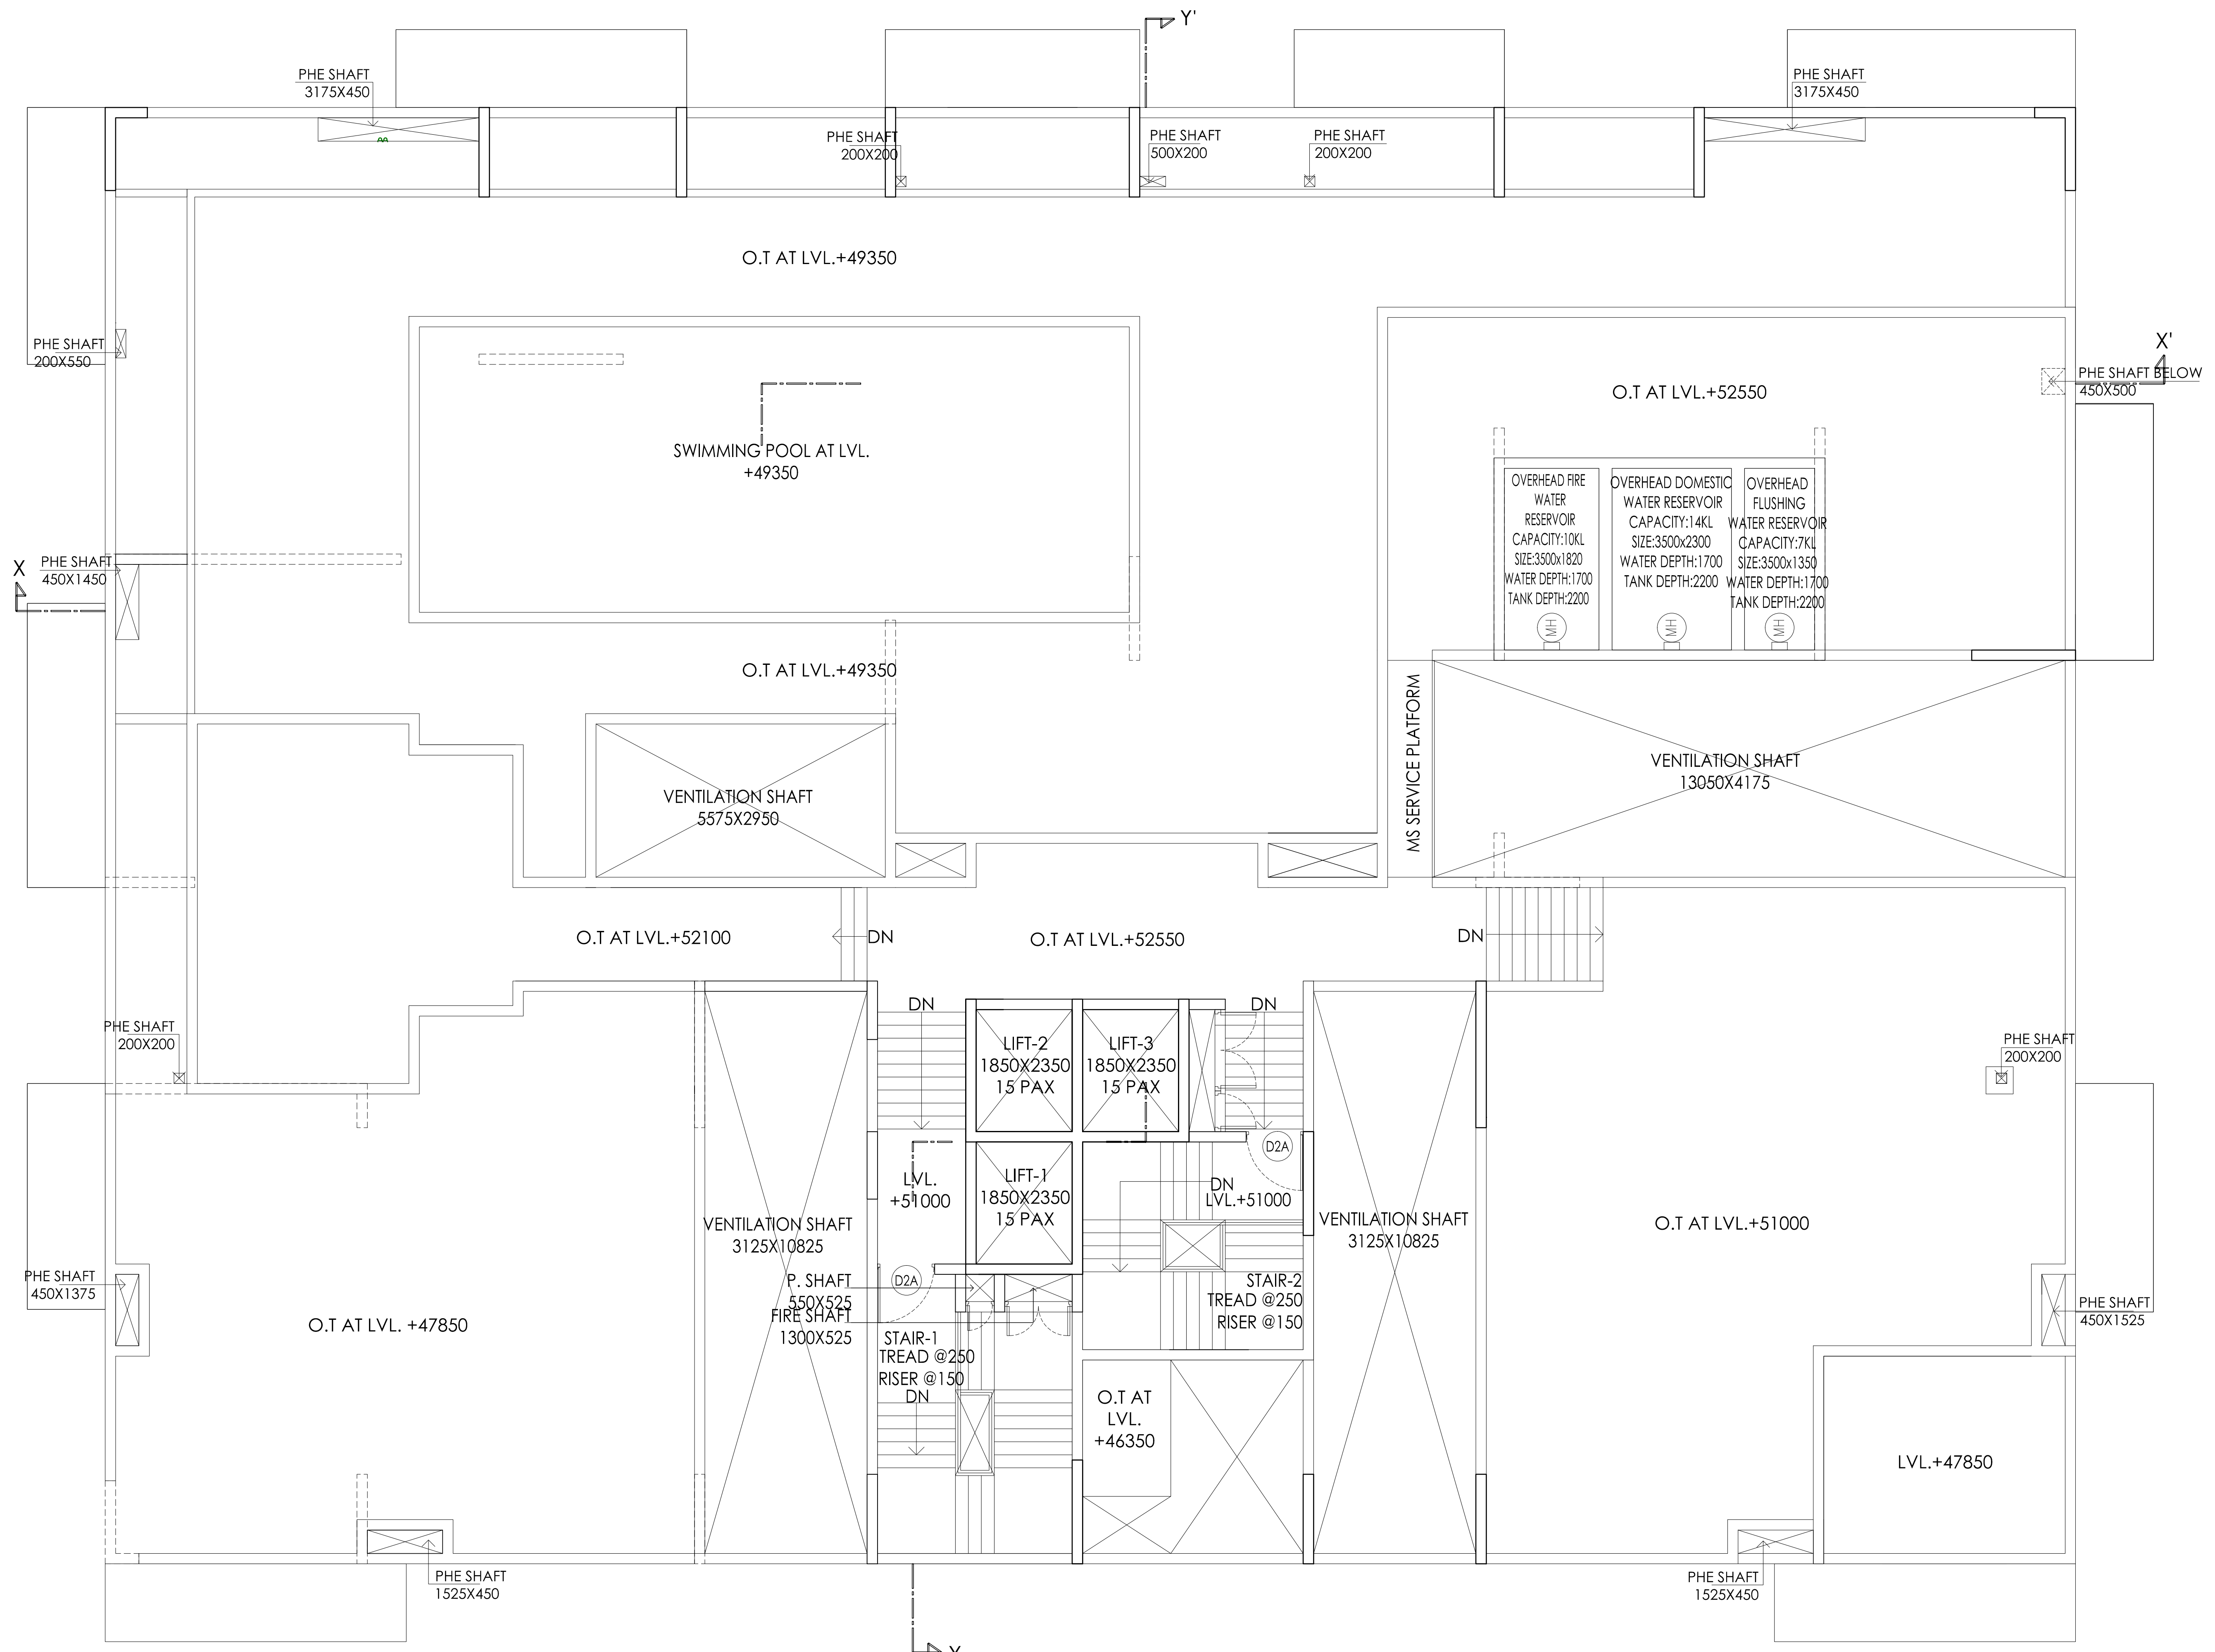 Y'
PHE SHAFT
3175X450
PHE SHAFT
3175X450
PHE SHAFT
200X200
PHE SHAFT
500X200
PHE SHAFT
200X200
O.T AT LVL.+49350
PHE SHAFT
200X550
X'
PHE SHAFT BELOW
450X500
O.T AT LVL.+52550
SWIMMING POOL AT LVL.
+49350
OVERHEAD FIRE
WATER
RESERVOIR
CAPACITY:10KL
SIZE:3500x1820
WATER DEPTH:1700
TANK DEPTH:2200
MH
OVERHEAD DOMESTIC
WATER RESERVOIR
CAPACITY:14KL
SIZE:3500x2300
WATER DEPTH:1700
TANK DEPTH:2200
MH
OVERHEAD
FLUSHING
WATER RESERVOIR
CAPACITY:7KL
SIZE:3500x1350
WATER DEPTH:1700
TANK DEPTH:2200
MH
X
PHE SHAFT
450X1450
O.T AT LVL.+49350
MS SERVICE PLATFORM
VENTILATION SHAFT
13050X4175
VENTILATION SHAFT
5575X2950
O.T AT LVL.+52100
DN
O.T AT LVL.+52550
DN
DN
DN
PHE SHAFT
200X200
LIFT-2
1850X2350
15 PAX
LIFT-3
1850X2350
15 PAX
PHE SHAFT
200X200
D2A
LVL.
+51000
LIFT-1
1850X2350
15 PAX
DN
LVL.+51000
VENTILATION SHAFT
3125X10825
VENTILATION SHAFT
3125X10825
O.T AT LVL.+51000
PHE SHAFT
450X1375
D2A
P. SHAFT
550X525
FIRE SHAFT
1300X525
STAIR-2
TREAD @250
RISER @150
PHE SHAFT
450X1525
O.T AT LVL. +47850
STAIR-1
TREAD @250
RISER @150
DN
O.T AT
LVL.
+46350
LVL.+47850
PHE SHAFT
1525X450
PHE SHAFT
1525X450
Y